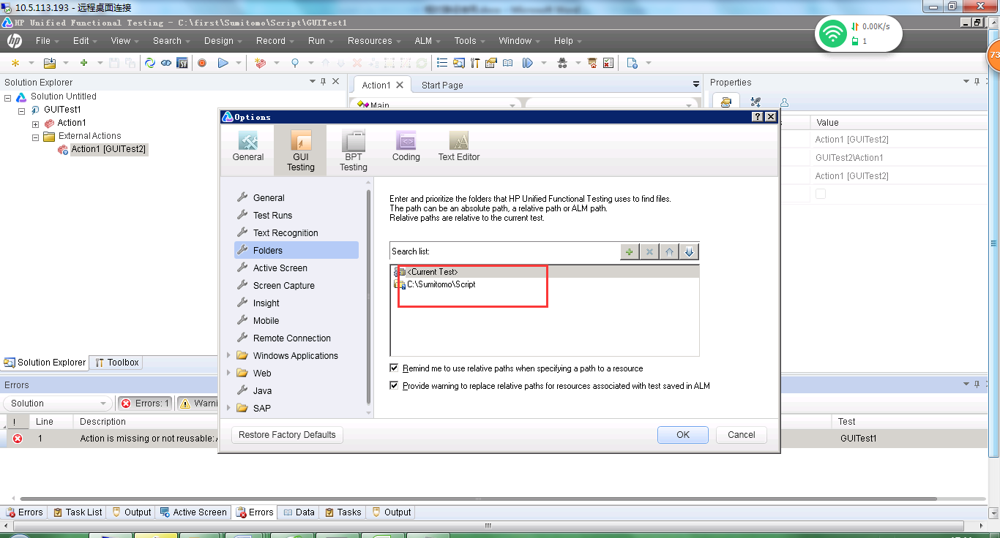 10.5.113.193 - 远程桌面连接
HP Unified Functional Testing - C:\first\Sumitomo\Script\GUITest1
0.00K/s
1
73
hp File Edit View Search Design Record Run Resources ALM Tools Window Help
SV
Solution Explorer
Solution Untitled
GUITest1
Action1
External Actions
Action1 [GUITest2]
Action1
Start Page
Main
Properties
Value
Action1 [GUITest2]
GUITest2\Action1
Action1 [GUITest2]
Options
General
GUI Testing
BPT Testing
Coding
Text Editor
General
Test Runs
Text Recognition
Folders
Active Screen
Screen Capture
Insight
Mobile
Remote Connection
Windows Applications
Web
Java
SAP
Enter and prioritize the folders that HP Unified Functional Testing uses to find files.
The path can be an absolute path, a relative path or ALM path.
Relative paths are relative to the current test.
Search list:
<Current Test>
C:\Sumitomo\Script
Remind me to use relative paths when specifying a path to a resource
Provide warning to replace relative paths for resources associated with test saved in ALM
Restore Factory Defaults
OK
Cancel
Solution Explorer
Toolbox
Errors
Solution
Errors: 1
Warni
! Line Description Test
1 Action is missing or not reusable: GUITest1
Errors Task List Output Active Screen Errors Data Tasks Output